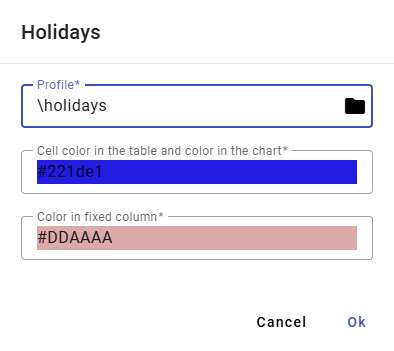 Holidays
Profile*
\holidays
Cell color in the table and color in the chart*
#221de1
Color in fixed column*
#DDAAAA
Cancel Ok